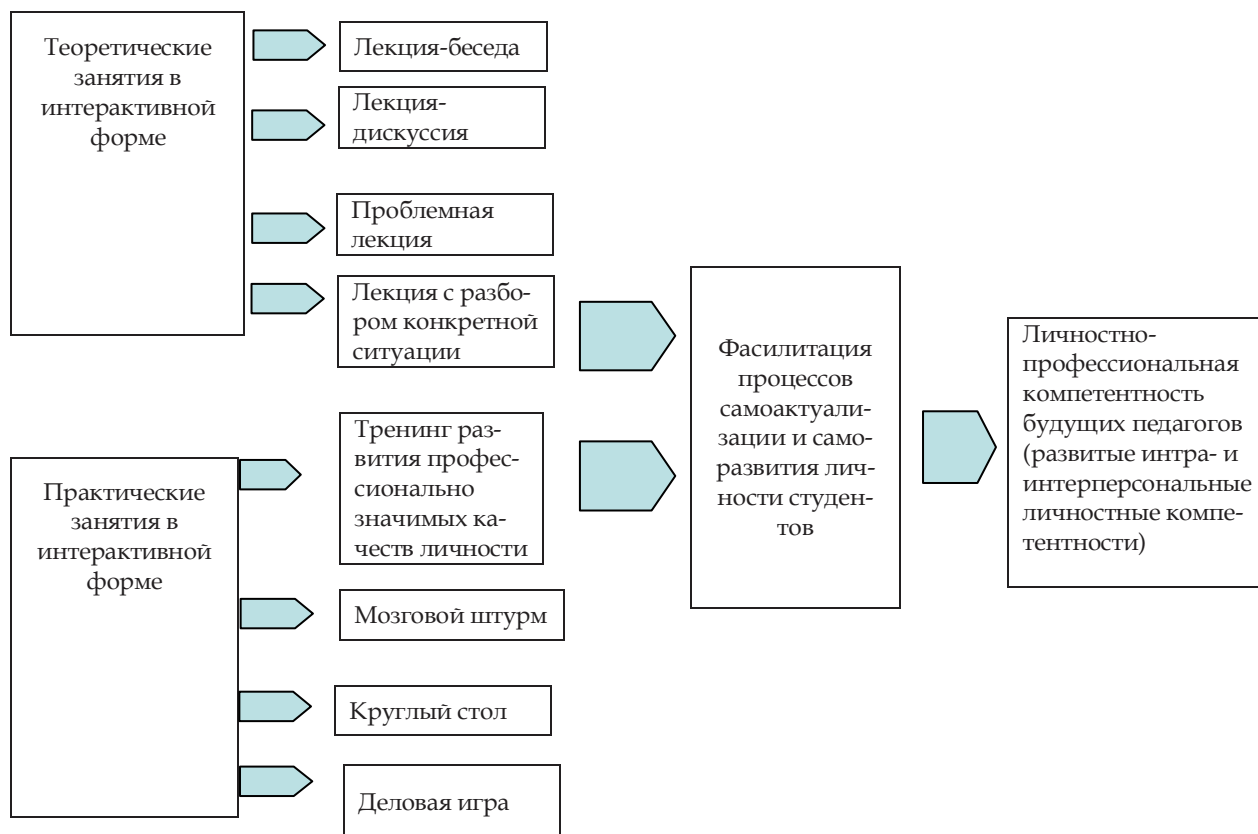 Теоретические
занятия в
интерактивной
форме
Лекция-беседа
Лекция-
дискуссия
Проблемная
лекция
Лекция с разбо-
ром конкретной
ситуации
Практические
занятия в
интерактивной
форме
Тренинг раз-
вития профес-
сионально
значимых ка-
честв личности
Мозговой штурм
Круглый стол
Деловая игра
Фасилитация
процессов
самоактуали-
зации и само-
развития лич-
ности студен-
тов
Личностно-
профессиональная
компетентность
будущих педагогов
(развитые интра- и
интерперсональные
личностные компе-
тентности)